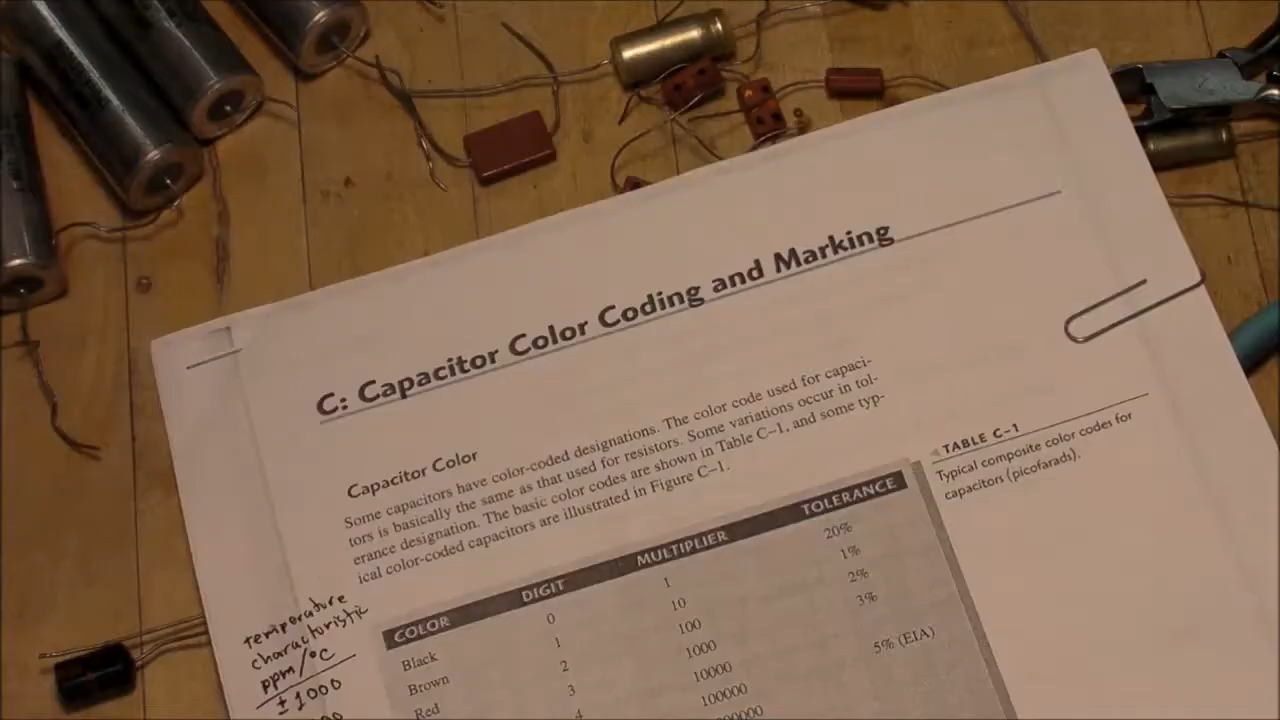 C: Capacitor Color Coding and Marking
Capacitor Color
Some capacitors have color-coded designations. The color code used for capaci-
tors is basically the same as that used for resistors. Some variations occur in tol-
erance designation. The basic color codes are shown in Table C–1, and some typ-
ical color-coded capacitors are illustrated in Figure C–1.
TABLE C–1
Typical composite color codes for
capacitors (picofarads).
COLOR DIGIT MULTIPLIER TOLERANCE
Black 0 1 20%
Brown 1 10 1%
Red 2 100 2%
3 1000 3%
4 10000
100000 5% (EIA)
temperature
characteristic
ppm/°C
±1000